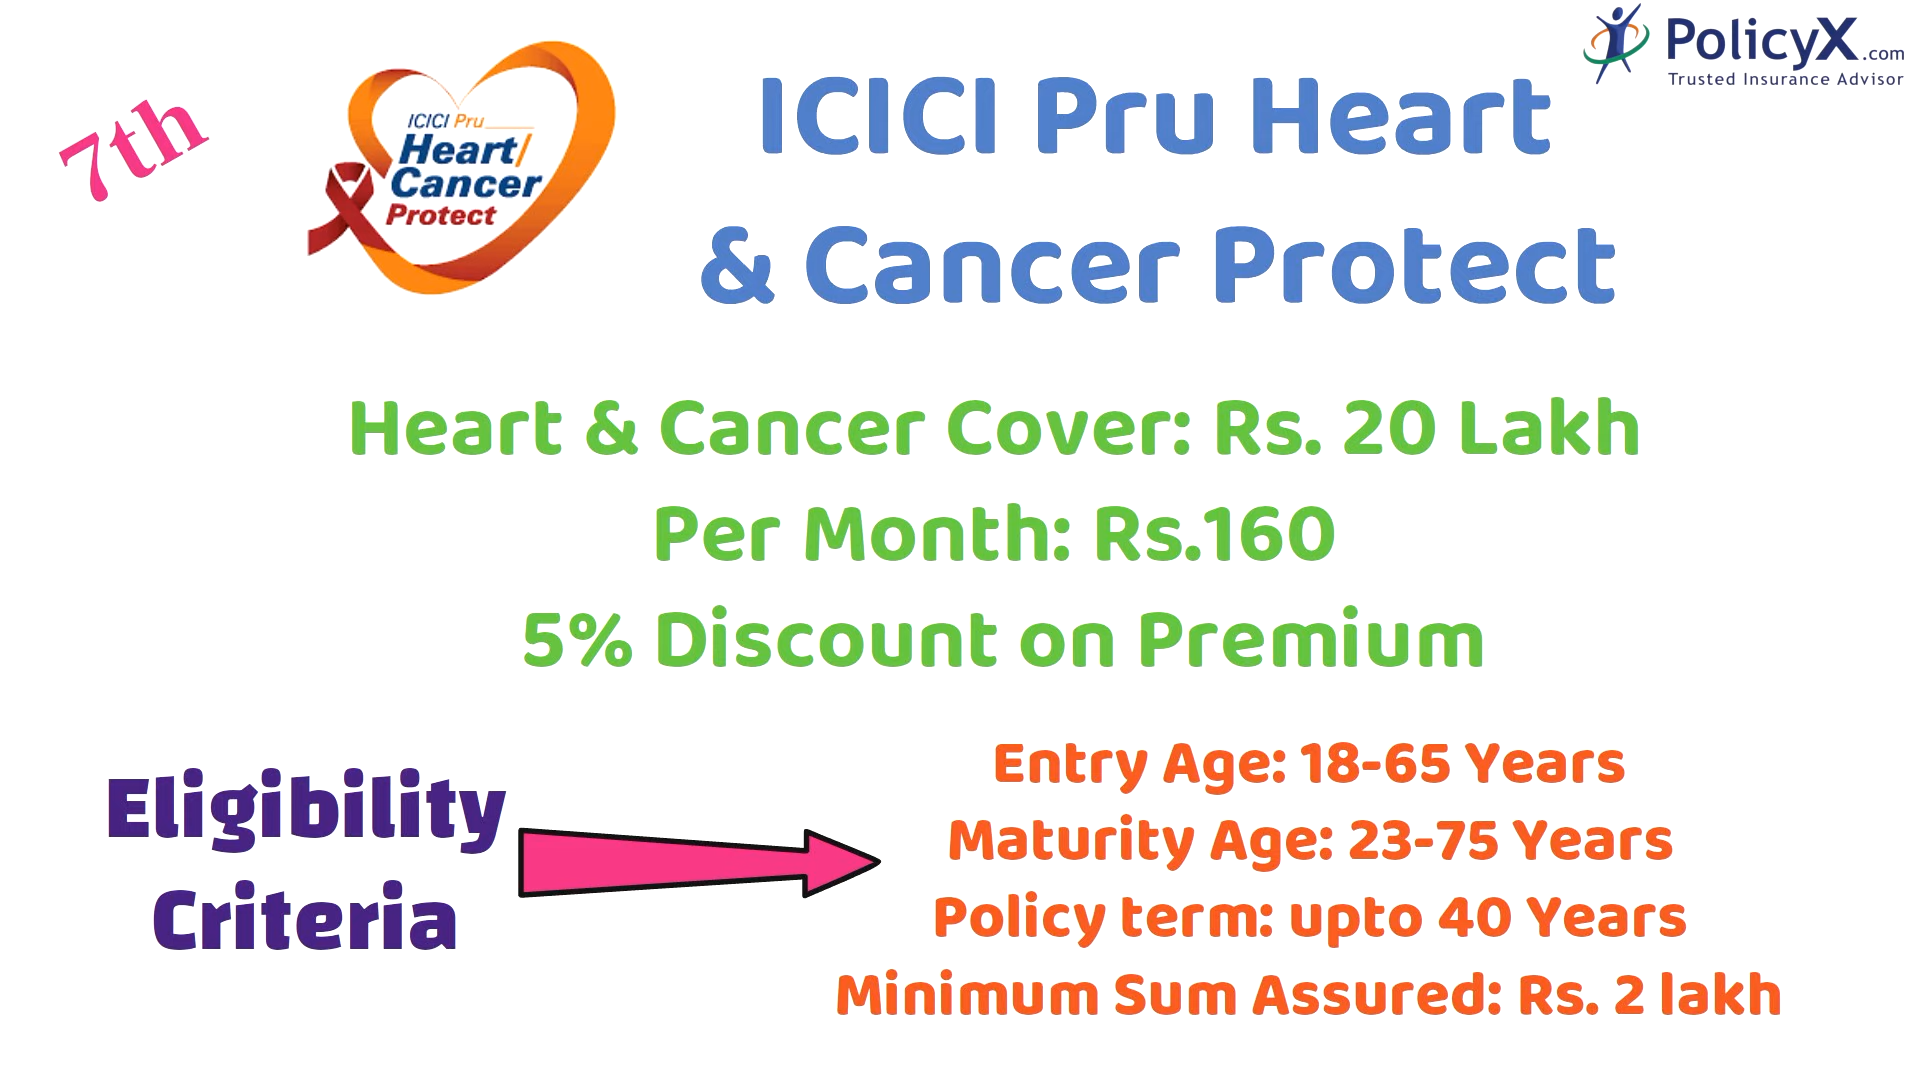 PolicyX.com
Trusted Insurance Advisor
7th
ICICI Pru
Heart/
Cancer
Protect
ICICI Pru Heart
& Cancer Protect
Heart & Cancer Cover: Rs. 20 Lakh
Per Month: Rs.160
5% Discount on Premium
Eligibility
Criteria
Entry Age: 18-65 Years
Maturity Age: 23-75 Years
Policy term: upto 40 Years
Minimum Sum Assured: Rs. 2 lakh